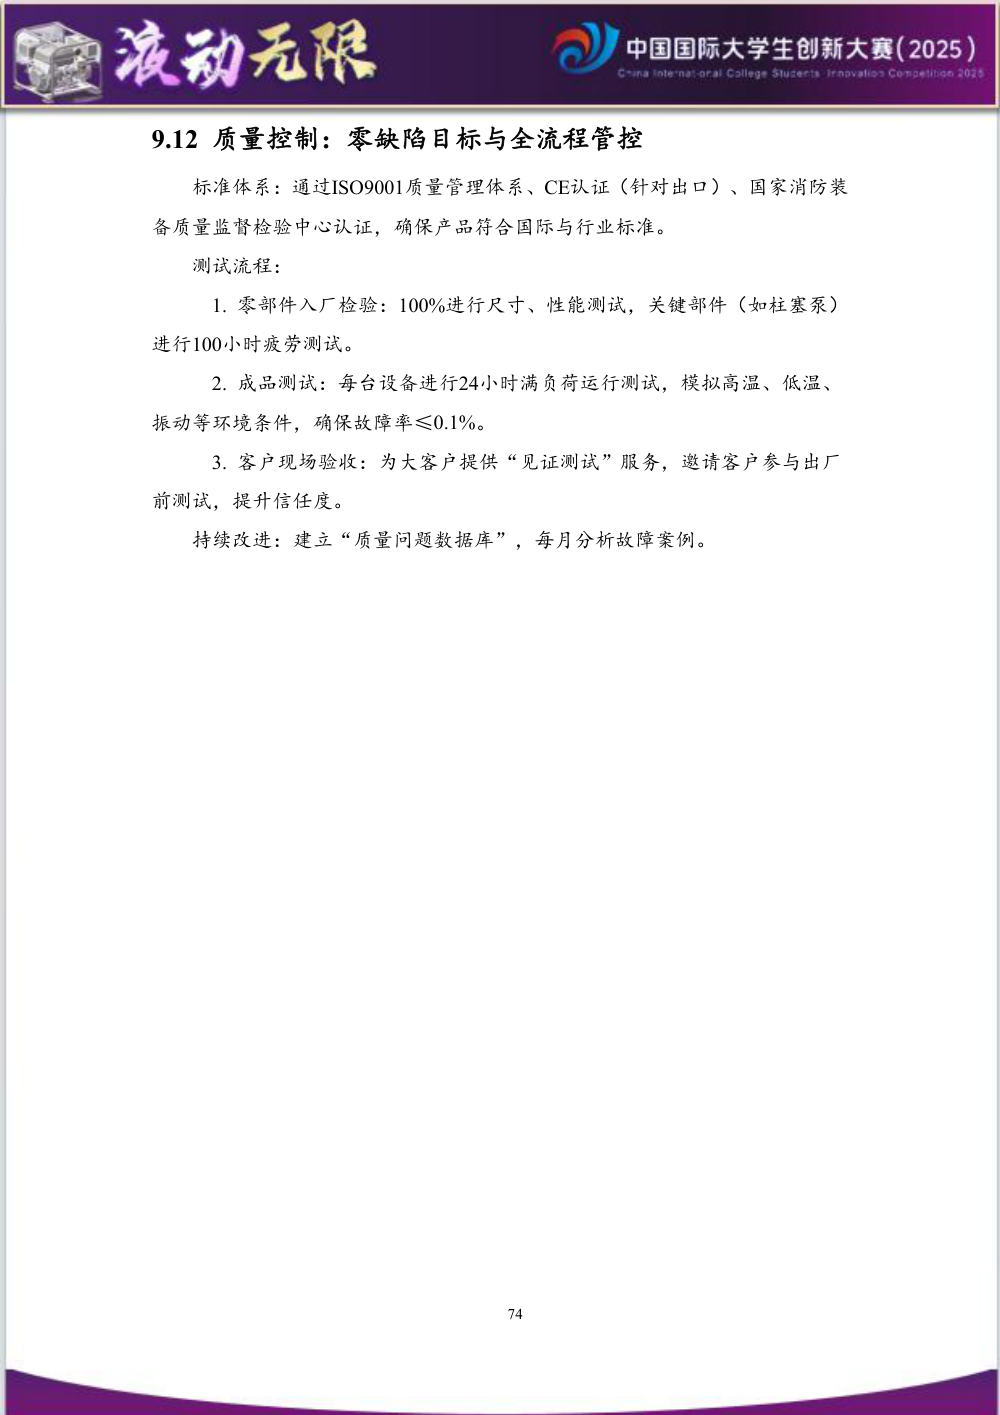 液动无限
中国国际大学生创新大赛(2025)
China International College Students Innovation Competition 2025
9.12 质量控制：零缺陷目标与全流程管控
标准体系：通过ISO9001质量管理体系、CE认证（针对出口）、国家消防装
备质量监督检验中心认证，确保产品符合国际与行业标准。
测试流程：
1. 零部件入厂检验：100%进行尺寸、性能测试，关键部件（如柱塞泵）
进行100小时疲劳测试。
2. 成品测试：每台设备进行24小时满负荷运行测试，模拟高温、低温、
振动等环境条件，确保故障率≤0.1%。
3. 客户现场验收：为大客户提供“见证测试”服务，邀请客户参与出厂
前测试，提升信任度。
持续改进：建立“质量问题数据库”，每月分析故障案例。
74